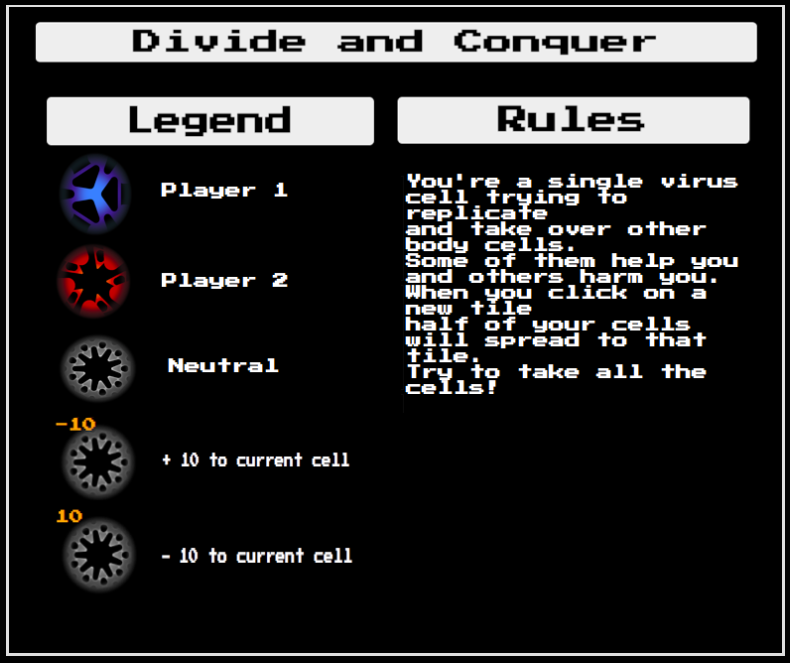 Divide and Conquer
Legend
Player 1
Player 2
Neutral
-10
+ 10 to current cell
10
- 10 to current cell
Rules
You're a single virus
cell trying to
replicate
and take over other
body cells.
Some of them help you
and others harm you.
When you click on a
new tile
half of your cells
will spread to that
tile.
Try to take all the
cells!